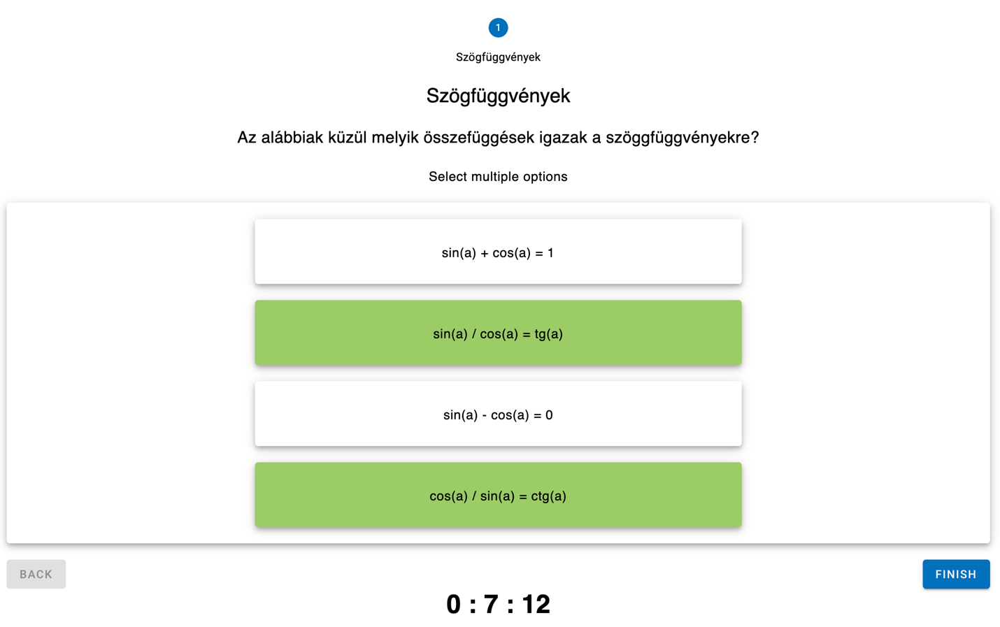 1
Szögfüggvények
Szögfüggvények
Az alábbiak küzül melyik összefüggések igazak a szöggfüggvényekre?
Select multiple options
sin(a) + cos(a) = 1
sin(a) / cos(a) = tg(a)
sin(a) - cos(a) = 0
cos(a) / sin(a) = ctg(a)
BACK
FINISH
0 : 7 : 12